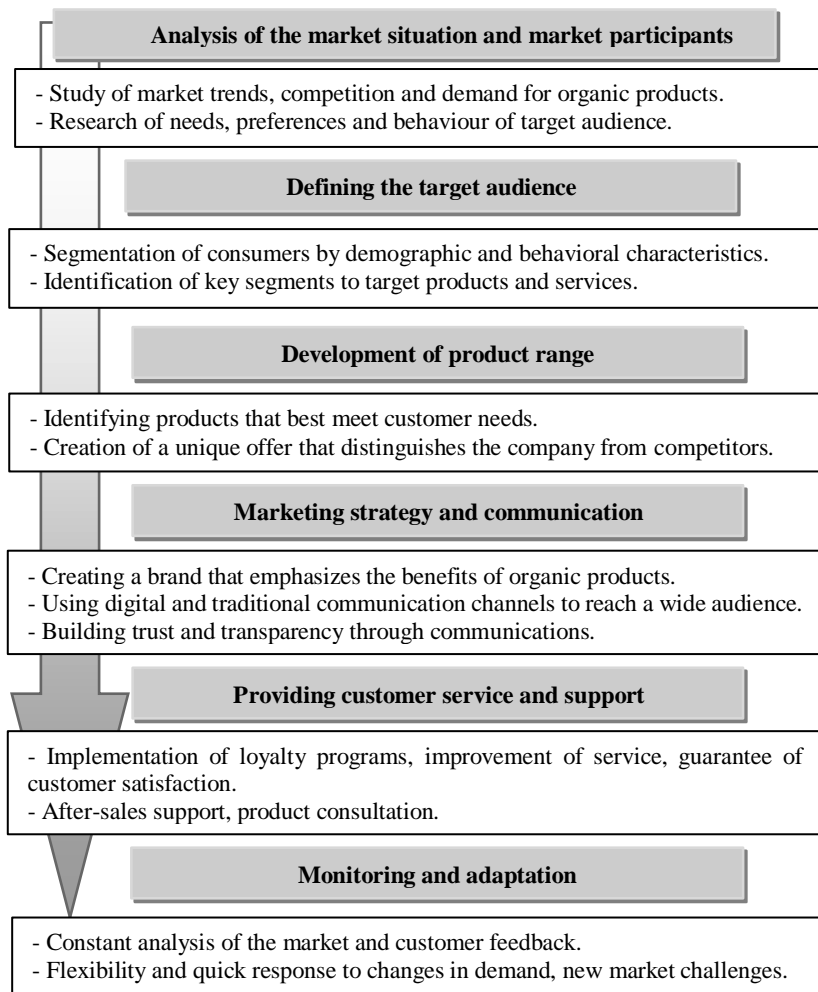 Analysis of the market situation and market participants
- Study of market trends, competition and demand for organic products.
- Research of needs, preferences and behaviour of target audience.
Defining the target audience
- Segmentation of consumers by demographic and behavioral characteristics.
- Identification of key segments to target products and services.
Development of product range
- Identifying products that best meet customer needs.
- Creation of a unique offer that distinguishes the company from competitors.
Marketing strategy and communication
- Creating a brand that emphasizes the benefits of organic products.
- Using digital and traditional communication channels to reach a wide audience.
- Building trust and transparency through communications.
Providing customer service and support
- Implementation of loyalty programs, improvement of service, guarantee of
customer satisfaction.
- After-sales support, product consultation.
Monitoring and adaptation
- Constant analysis of the market and customer feedback.
- Flexibility and quick response to changes in demand, new market challenges.